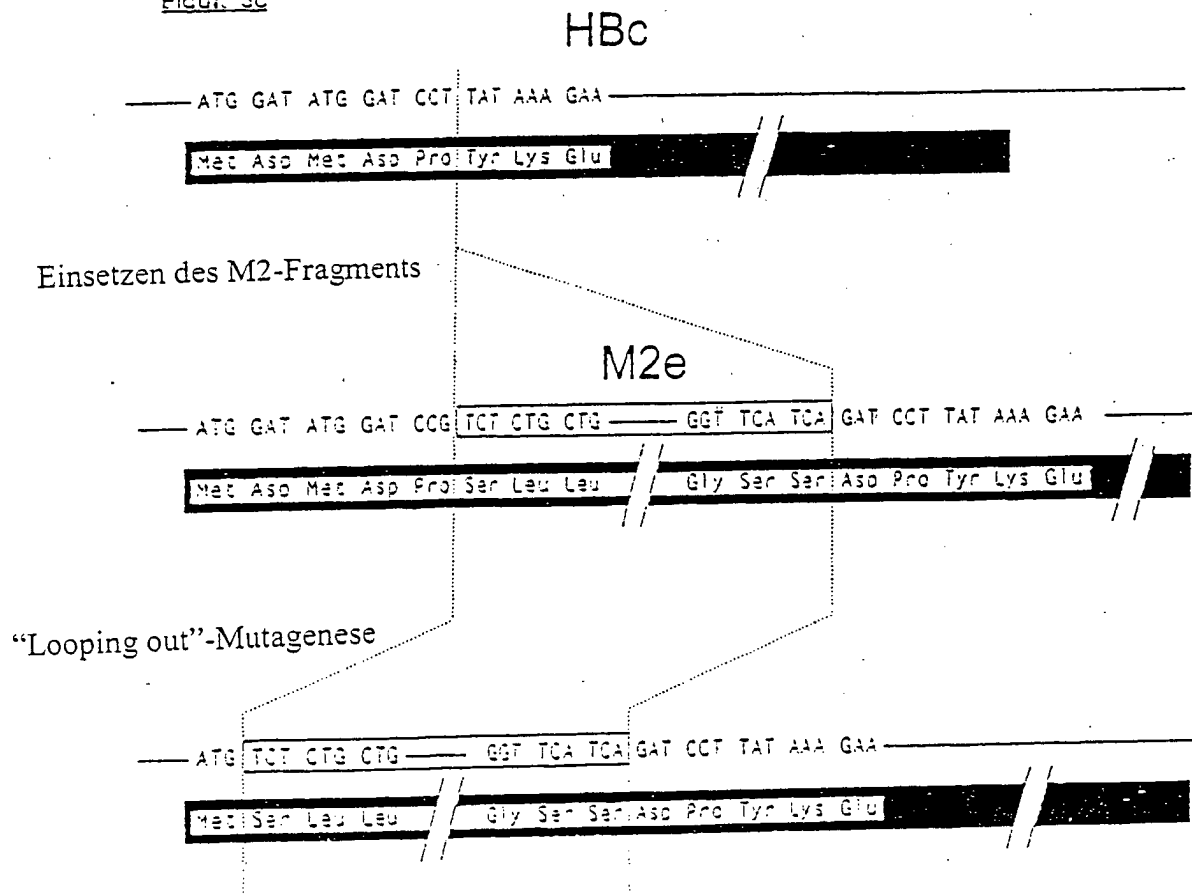 HBc
ATG GAT ATG GAT CCT TAT AAA GAA
Met Asp Met Asp Pro Tyr Lys Glu
Einsetzen des M2-Fragments
M2e
ATG GAT ATG GAT CCG TCT CTG CTG GGT TCA TCA GAT CCT TAT AAA GAA
Met Asp Met Asp Pro Ser Leu Leu Gly Ser Ser Asp Pro Tyr Lys Glu
“Looping out”-Mutagenese
ATG TCT CTG CTG GGT TCA TCA GAT CCT TAT AAA GAA
Met Ser Leu Leu Gly Ser Ser Asp Pro Tyr Lys Glu